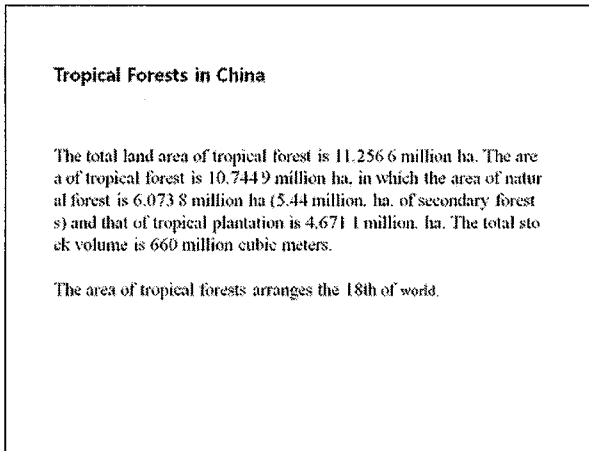 Tropical Forests in China
The total land area of tropical forest is 11.256 6 million ha. The are
a of tropical forest is 10.744 9 million ha, in which the area of natur
al forest is 6.073 8 million ha (5.44 million. ha. of secondary forest
s) and that of tropical plantation is 4.671 1 million. ha. The total sto
ck volume is 660 million cubic meters.
The area of tropical forests arranges the 18th of world.